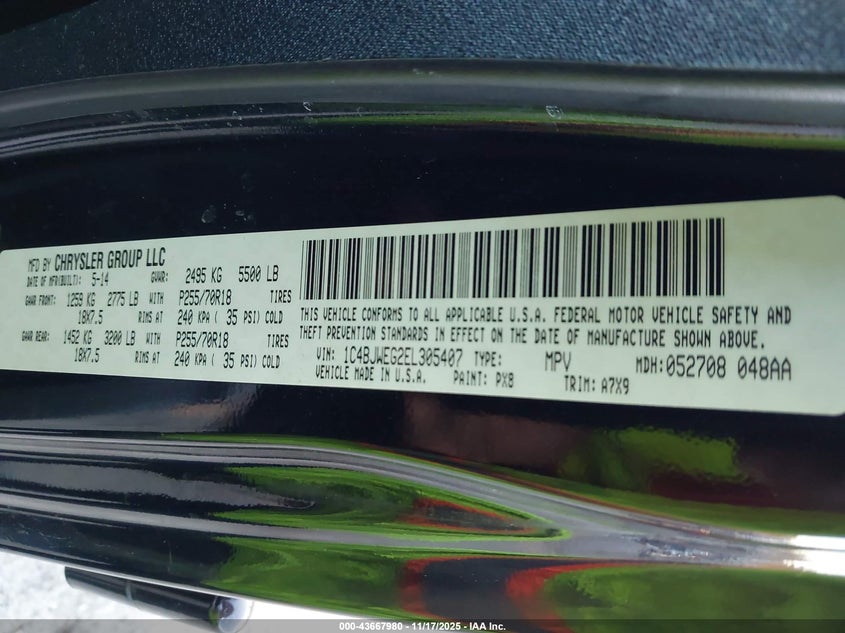 MFD BY CHRYSLER GROUP LLC
DATE OF MFD(BUILT): 5-14 GVWR: 2495 KG 5500 LB
GAWR FRONT: 1259 KG 2775 LB WITH P255/70R18 TIRES
18X7.5 RIMS AT 240 KPA ( 35 PSI) COLD
GAWR REAR: 1452 KG 3200 LB WITH P255/70R18 TIRES
18X7.5 RIMS AT 240 KPA ( 35 PSI) COLD
THIS VEHICLE CONFORMS TO ALL APPLICABLE U.S.A. FEDERAL MOTOR VEHICLE SAFETY AND
THEFT PREVENTION STANDARDS IN EFFECT ON THE DATE OF MANUFACTURE SHOWN ABOVE.
VIN: 1C4BJWEG2EL305407 TYPE: MPV MDH:052708 048AA
VEHICLE MADE IN U.S.A. PAINT: PX8 TRIM: A7X9
000-43667980 - 11/17/2025 - IAA Inc.